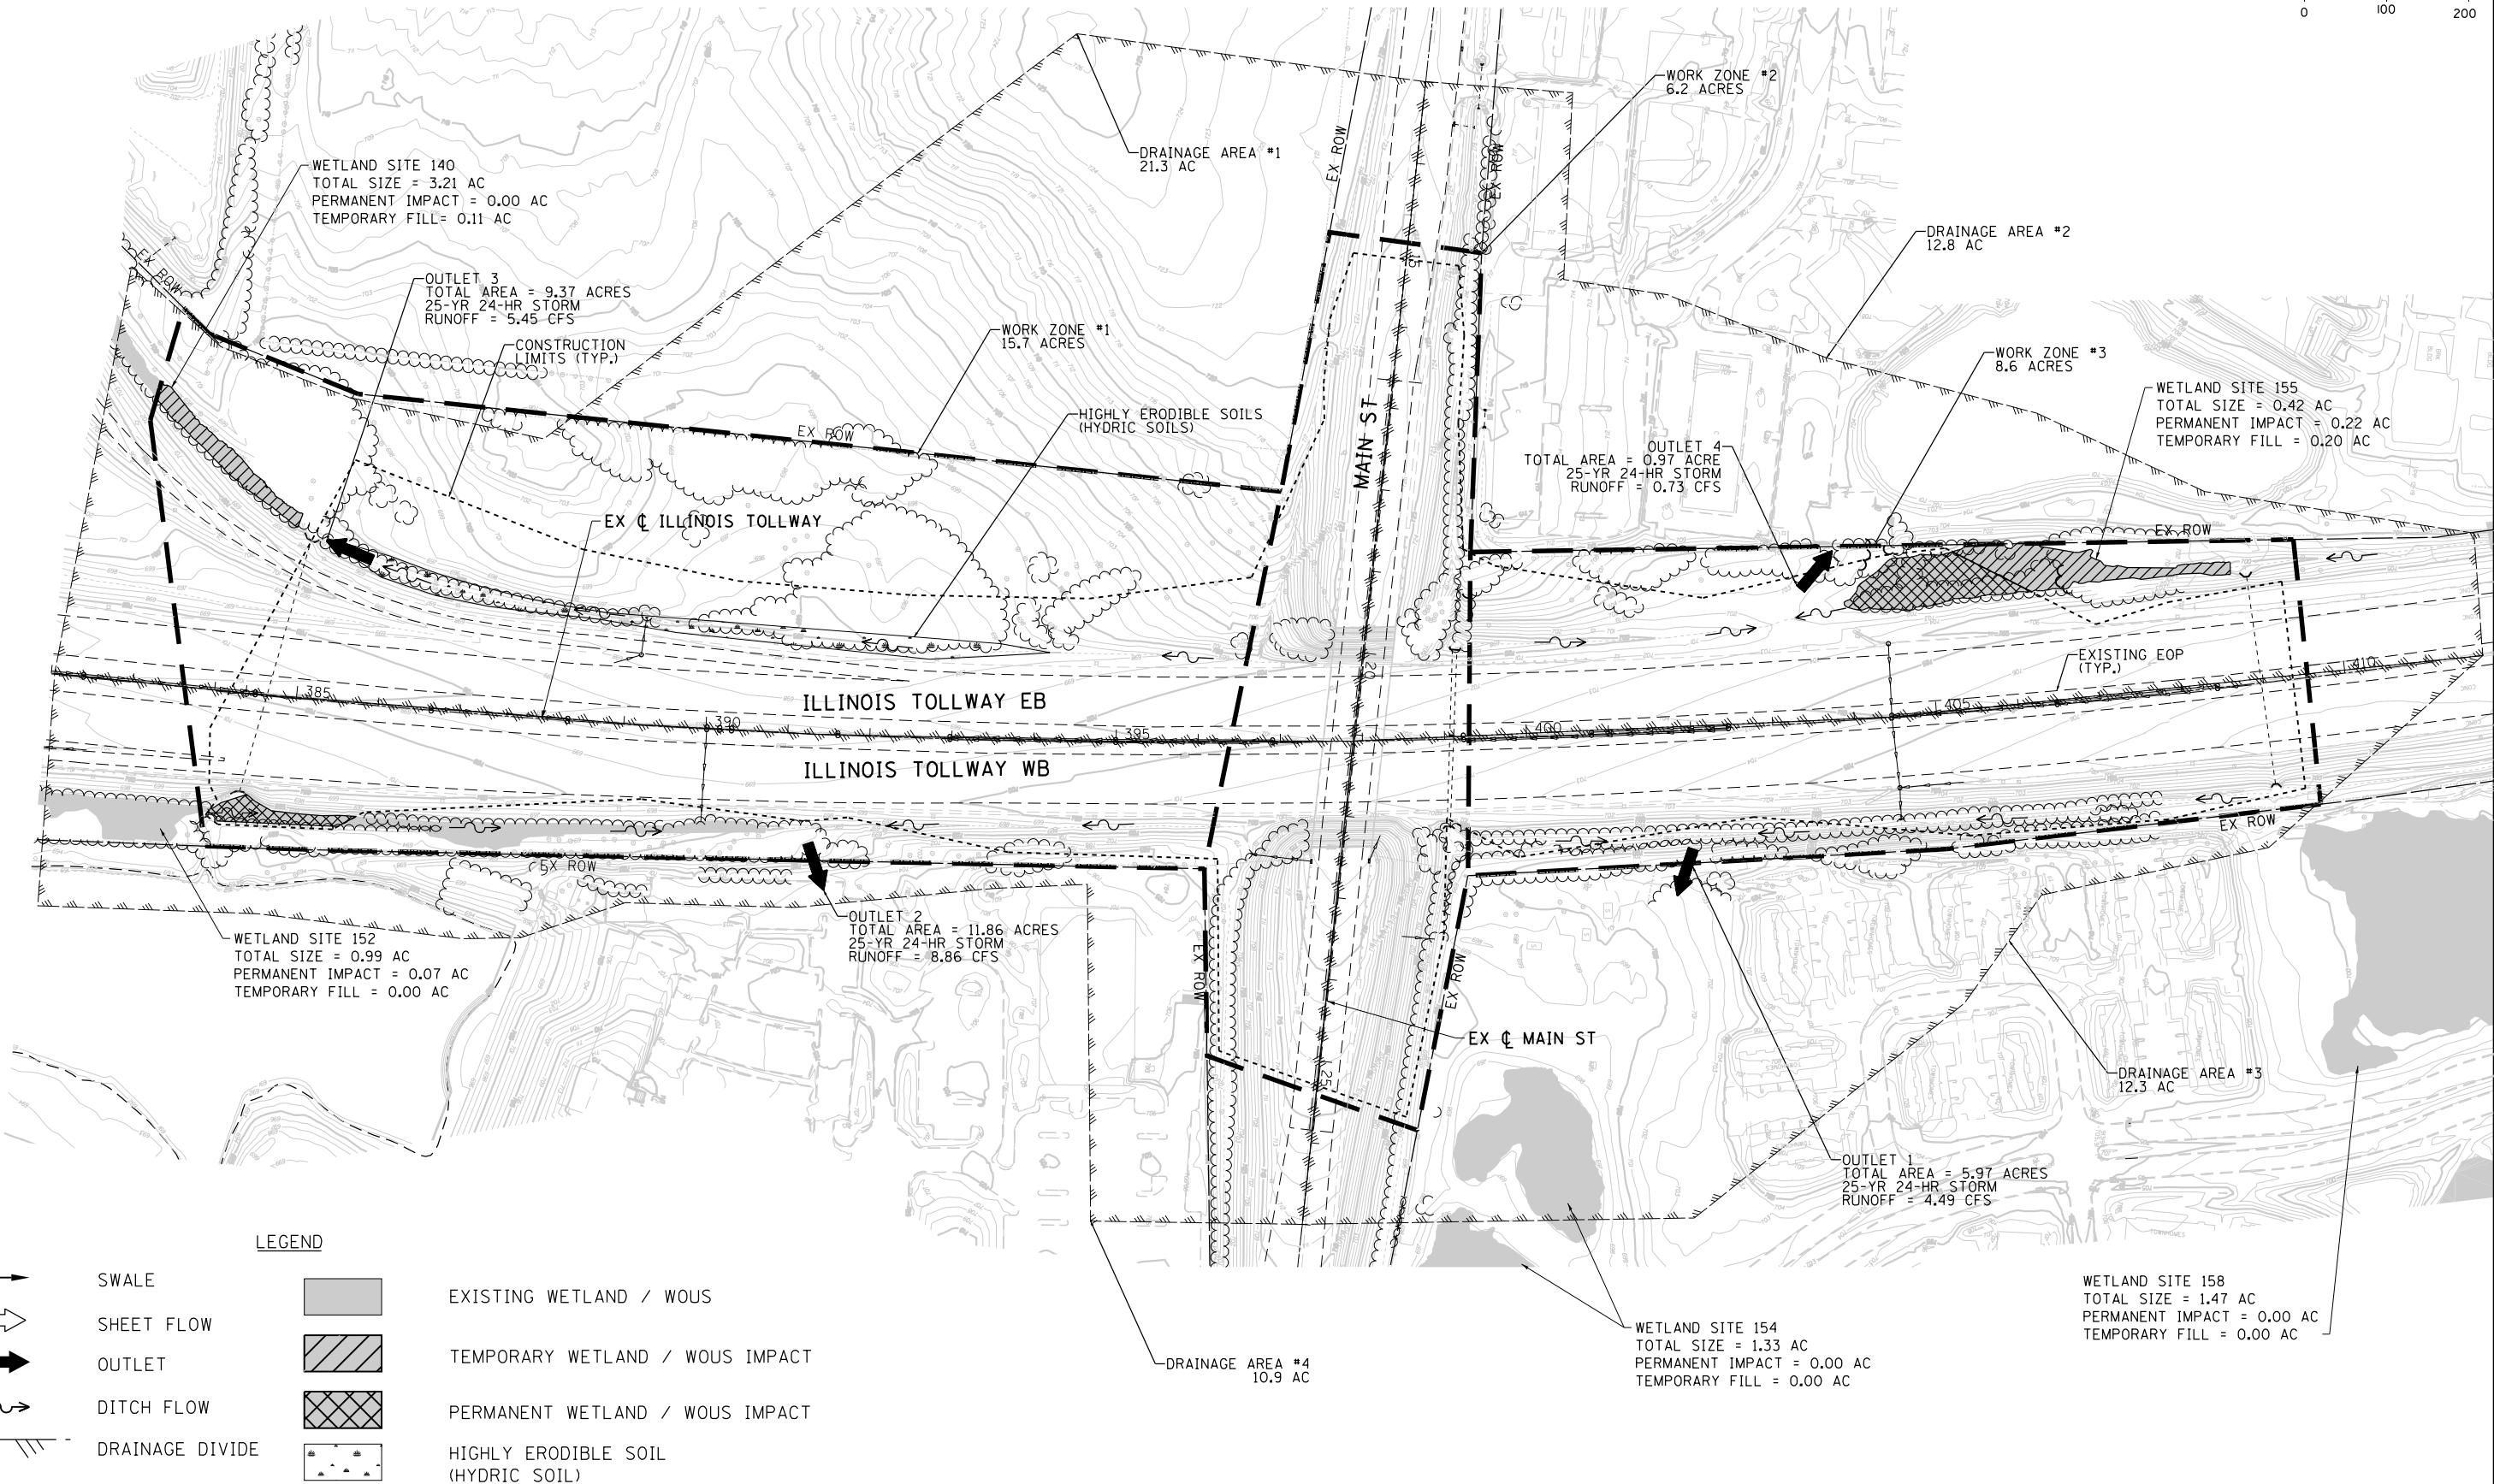 0 100 200
WORK ZONE #2
6.2 ACRES
DRAINAGE AREA #1
21.3 AC
EX ROW
EX ROW
WETLAND SITE 140
TOTAL SIZE = 3.21 AC
PERMANENT IMPACT = 0.00 AC
TEMPORARY FILL= 0.11 AC
DRAINAGE AREA #2
12.8 AC
EX ROW
OUTLET 3
TOTAL AREA = 9.37 ACRES
25-YR 24-HR STORM
RUNOFF = 5.45 CFS
15
CONSTRUCTION
LIMITS (TYP.)
WORK ZONE #1
15.7 ACRES
WORK ZONE #3
8.6 ACRES
WETLAND SITE 155
TOTAL SIZE = 0.42 AC
PERMANENT IMPACT = 0.22 AC
TEMPORARY FILL = 0.20 AC
HIGHLY ERODIBLE SOILS
(HYDRIC SOILS)
EX ROW
MAIN ST
OUTLET 4
TOTAL AREA = 0.97 ACRE
25-YR 24-HR STORM
RUNOFF = 0.73 CFS
EX ℄ ILLINOIS TOLLWAY
EX ROW
EXISTING EOP
(TYP.)
20
385
390
395
400
405
410
ILLINOIS TOLLWAY EB
ILLINOIS TOLLWAY WB
EX ROW
EX ROW
OUTLET 2
TOTAL AREA = 11.86 ACRES
25-YR 24-HR STORM
RUNOFF = 8.86 CFS
WETLAND SITE 152
TOTAL SIZE = 0.99 AC
PERMANENT IMPACT = 0.07 AC
TEMPORARY FILL = 0.00 AC
EX ROW
EX ROW
EX ℄ MAIN ST
25
DRAINAGE AREA #3
12.3 AC
OUTLET 1
TOTAL AREA = 5.97 ACRES
25-YR 24-HR STORM
RUNOFF = 4.49 CFS
WETLAND SITE 158
TOTAL SIZE = 1.47 AC
PERMANENT IMPACT = 0.00 AC
TEMPORARY FILL = 0.00 AC
WETLAND SITE 154
TOTAL SIZE = 1.33 AC
PERMANENT IMPACT = 0.00 AC
TEMPORARY FILL = 0.00 AC
DRAINAGE AREA #4
10.9 AC
LEGEND
SWALE
SHEET FLOW
OUTLET
DITCH FLOW
DRAINAGE DIVIDE
EXISTING WETLAND / WOUS
TEMPORARY WETLAND / WOUS IMPACT
PERMANENT WETLAND / WOUS IMPACT
HIGHLY ERODIBLE SOIL
(HYDRIC SOIL)